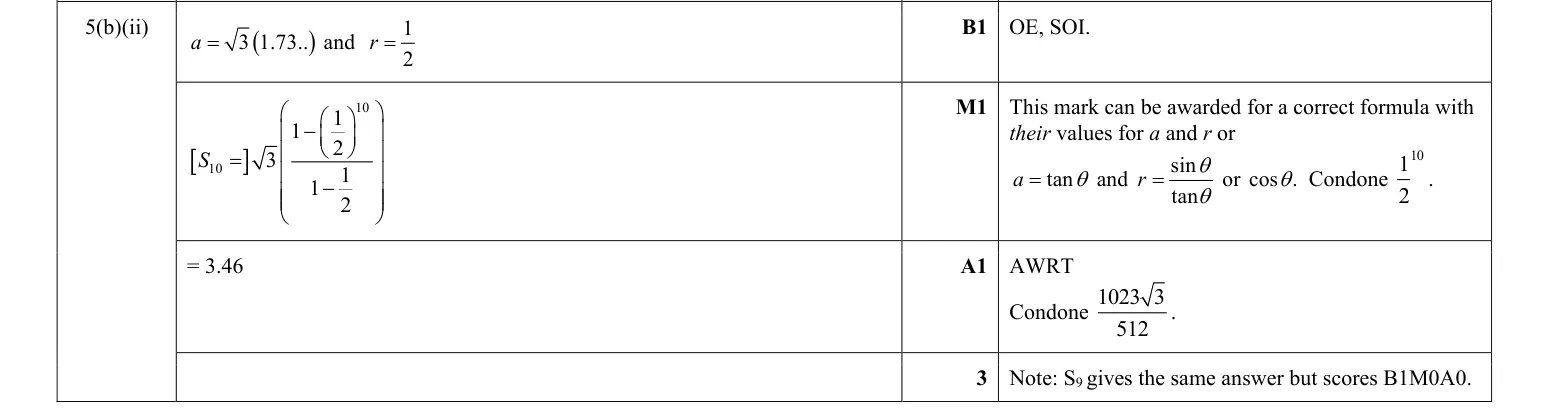 5(b)(ii)
a = √3 (1.73..) and r = 1/2
B1
OE, SOI.
[S₁₀ =] √3 ((1 − (1/2)¹⁰) / (1 − 1/2))
M1
This mark can be awarded for a correct formula with
their values for a and r or
a = tan θ and r = sin θ / tan θ or cos θ. Condone 1¹⁰/2 .
= 3.46
A1
AWRT
Condone 1023√3 / 512 .
3
Note: S₉ gives the same answer but scores B1M0A0.